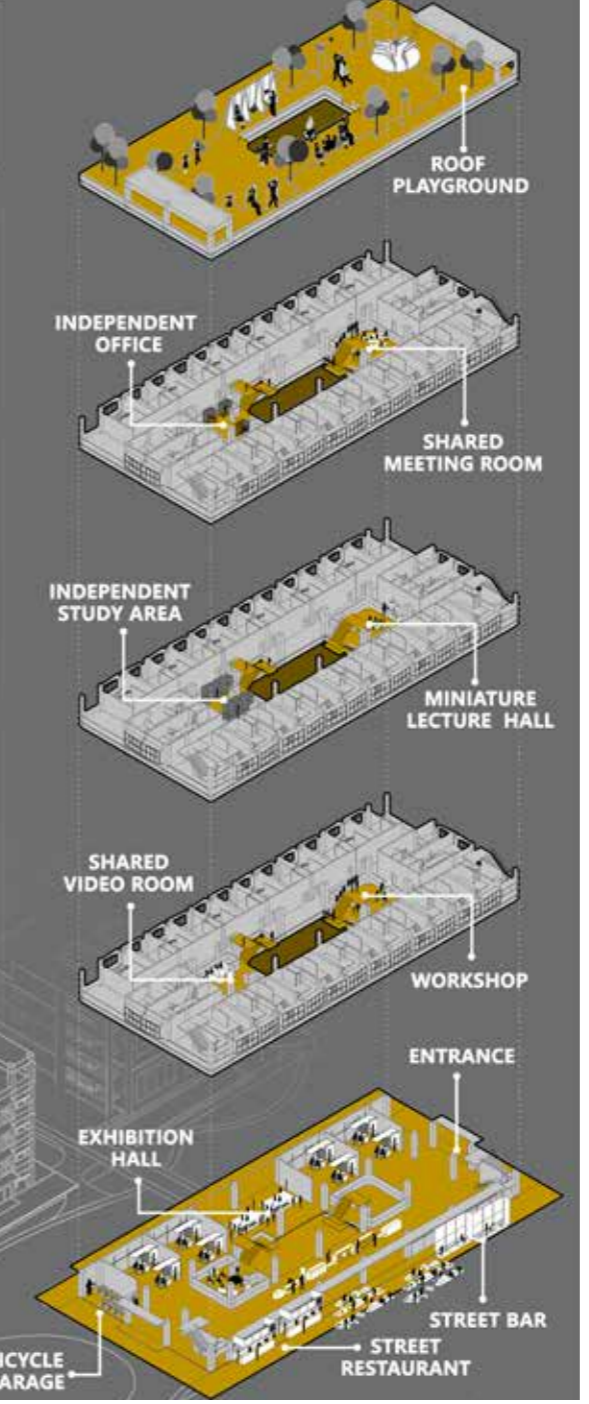 ROOF
PLAYGROUND
INDEPENDENT
OFFICE
SHARED
MEETING ROOM
INDEPENDENT
STUDY AREA
MINIATURE
LECTURE HALL
SHARED
VIDEO ROOM
WORKSHOP
ENTRANCE
EXHIBITION
HALL
STREET BAR
STREET
RESTAURANT
ICYCLE
ARAGE